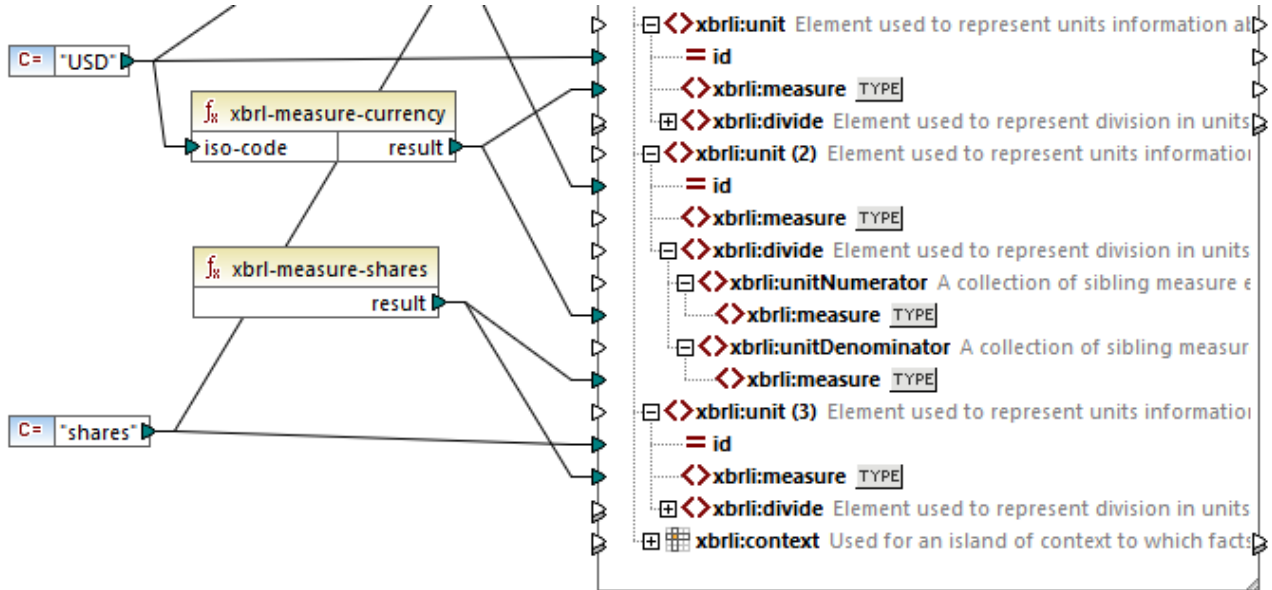 xbrli:unit Element used to represent units information al
C= "USD"
= id
xbrli:measure TYPE
fx xbrl-measure-currency
xbrli:divide Element used to represent division in units
iso-code result
xbrli:unit (2) Element used to represent units information
= id
xbrli:measure TYPE
xbrli:divide Element used to represent division in units
fx xbrl-measure-shares
xbrli:unitNumerator A collection of sibling measure e
result
xbrli:measure TYPE
xbrli:unitDenominator A collection of sibling measur
xbrli:measure TYPE
xbrli:unit (3) Element used to represent units information
C= "shares"
= id
xbrli:measure TYPE
xbrli:divide Element used to represent division in units
xbrli:context Used for an island of context to which facts